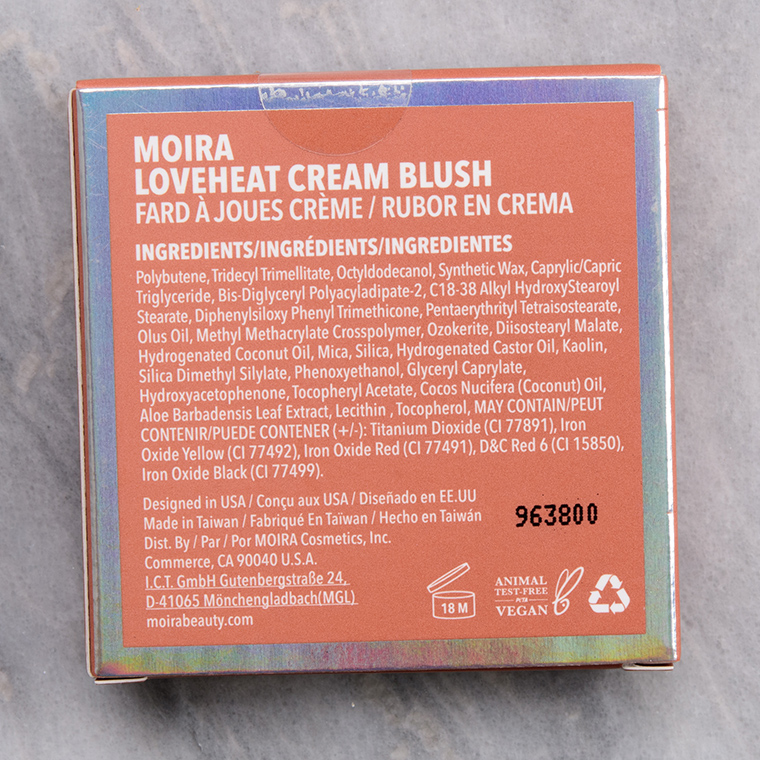 MOIRA
LOVEHEAT CREAM BLUSH
FARD À JOUES CRÈME / RUBOR EN CREMA
INGREDIENTS/INGRÉDIENTS/INGREDIENTES
Polybutene, Tridecyl Trimellitate, Octyldodecanol, Synthetic Wax, Caprylic/Capric
Triglyceride, Bis-Diglyceryl Polyacyladipate-2, C18-38 Alkyl HydroxyStearoyl
Stearate, Diphenylsiloxy Phenyl Trimethicone, Pentaerythrityl Tetraisostearate,
Olus Oil, Methyl Methacrylate Crosspolymer, Ozokerite, Diisostearyl Malate,
Hydrogenated Coconut Oil, Mica, Silica, Hydrogenated Castor Oil, Kaolin,
Silica Dimethyl Silylate, Phenoxyethanol, Glyceryl Caprylate,
Hydroxyacetophenone, Tocopheryl Acetate, Cocos Nucifera (Coconut) Oil,
Aloe Barbadensis Leaf Extract, Lecithin , Tocopherol, MAY CONTAIN/PEUT
CONTENIR/PUEDE CONTENER (+/-): Titanium Dioxide (CI 77891), Iron
Oxide Yellow (CI 77492), Iron Oxide Red (CI 77491), D&C Red 6 (CI 15850),
Iron Oxide Black (CI 77499).
Designed in USA / Conçu aux USA / Diseñado en EE.UU
Made in Taiwan / Fabriqué En Taïwan / Hecho en Taiwán
Dist. By / Par / Por MOIRA Cosmetics, Inc.
Commerce, CA 90040 U.S.A.
I.C.T. GmbH Gutenbergstraße 24,
D-41065 Mönchengladbach(MGL)
moirabeauty.com
963800
18 M
ANIMAL
TEST-FREE
PETA
VEGAN